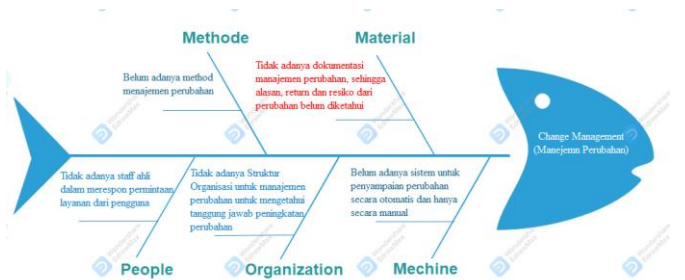 Methode
Material
Belum adanya method
menajemen perubahan
Tidak adanya dokumentasi
manajemen perubahan, sehingga
alasan, return dan resiko dari
perubahan belum diketahui
Change Management
(Manejemn Perubahan)
Tidak adanya staff ahli
dalam merespon permintaan
layanan dari pengguna
Tidak adanya Struktur
Organisasi untuk manajemen
perubahan untuk mengetahui
tanggung jawab peningkatan
perubahan
Belum adanya sistem untuk
penyampaian perubahan
secara otomatis dan hanya
secara manual
People
Organization
Mechine